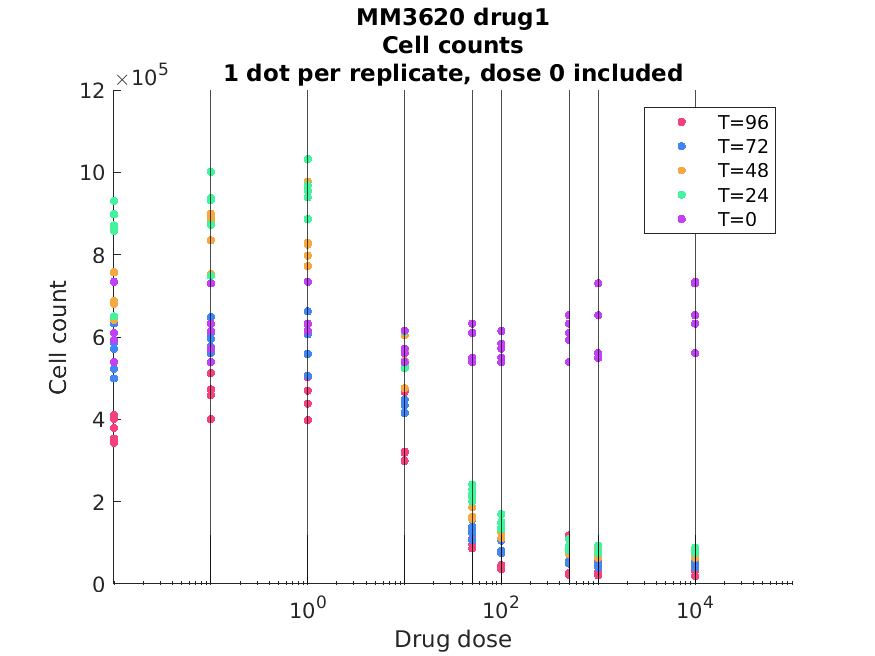 MM3620 drug1
Cell counts
1 dot per replicate, dose 0 included
×10^5
12
10
8
6
4
2
0
Cell count
T=96
T=72
T=48
T=24
T=0
10^0
10^2
10^4
Drug dose